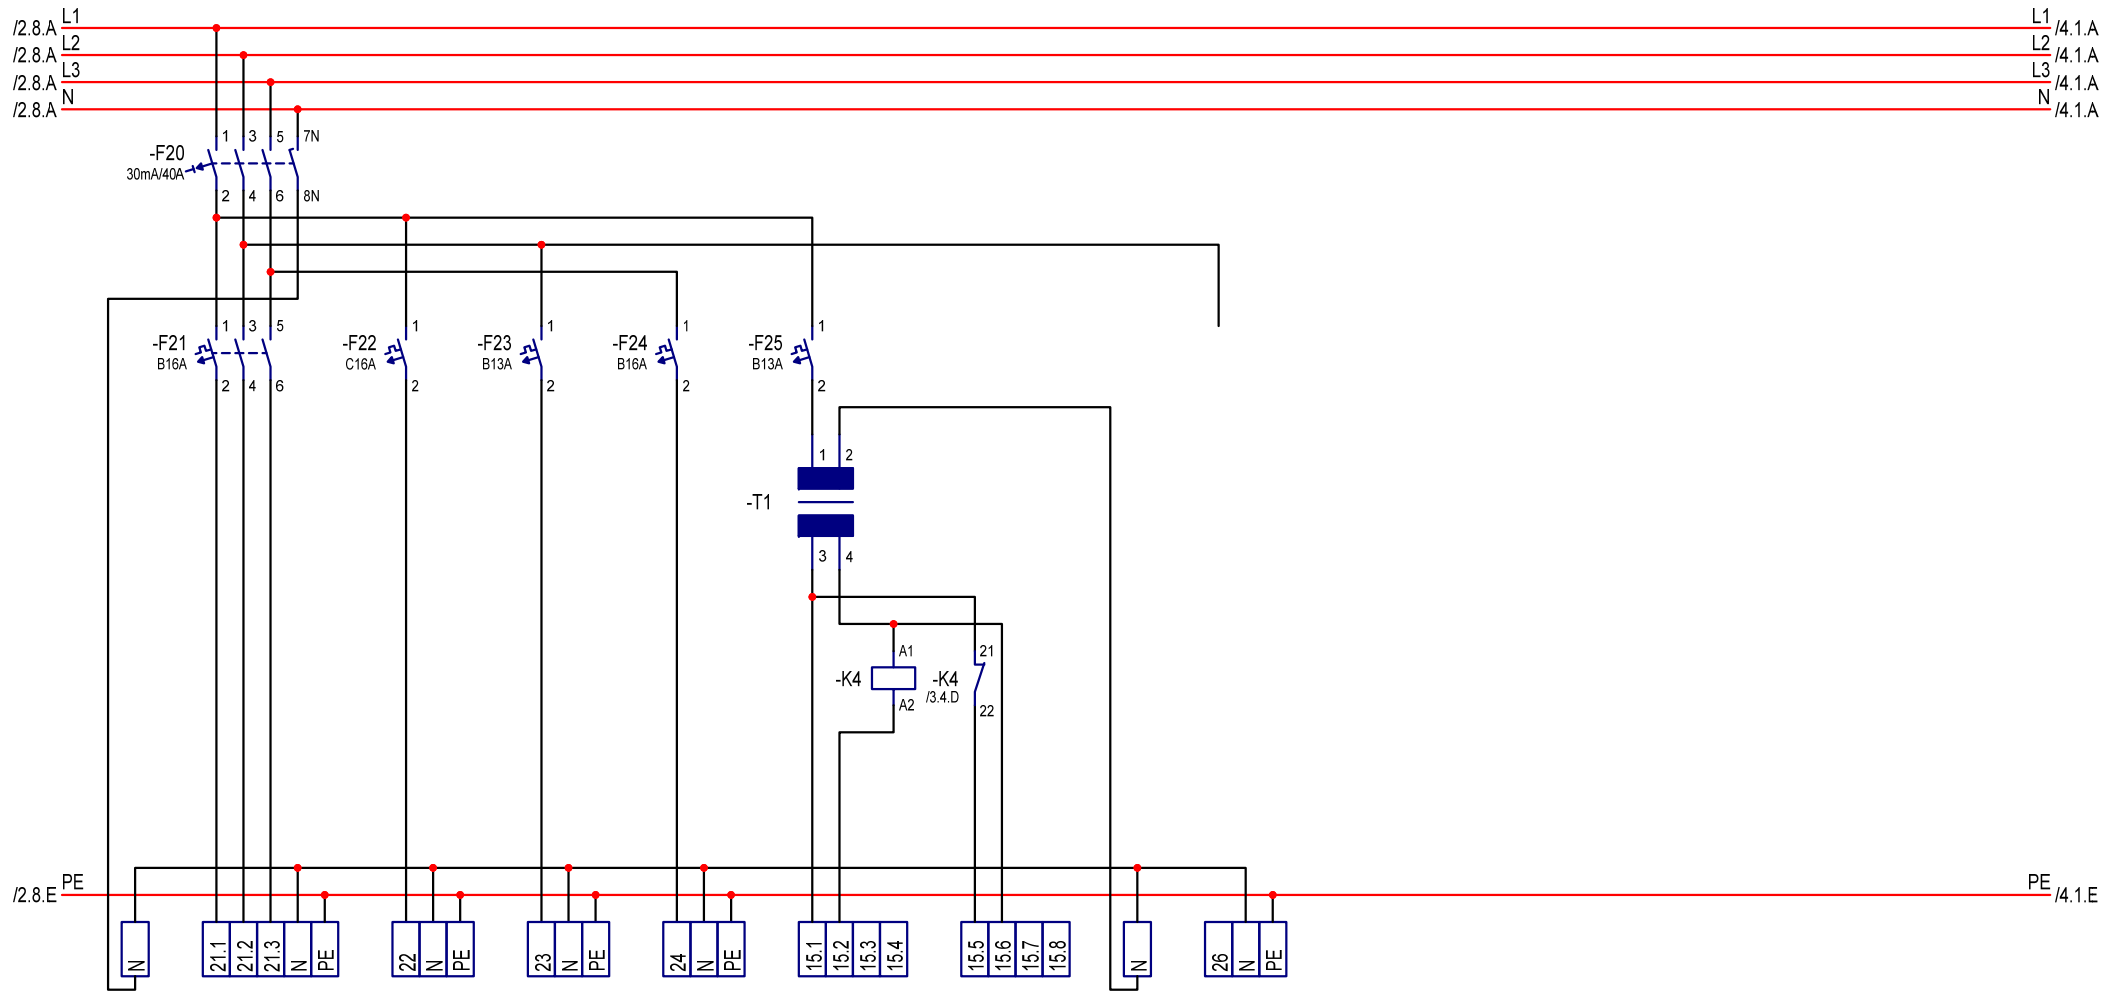 L1 L1
/2.8.A /4.1.A
L2 L2
/2.8.A /4.1.A
L3 L3
/2.8.A /4.1.A
N N
/2.8.A /4.1.A
1 3 5 7N
-F20
30mA/40A
2 4 6 8N
1 3 5 1 1 1 1
-F21 -F22 -F23 -F24 -F25
B16A C16A B13A B16A B13A
2 4 6 2 2 2 2
1 2
-T1
3 4
A1 21
-K4 -K4
/3.4.D
A2 22
PE PE
/2.8.E /4.1.E
N 21.1 21.2 21.3 N PE 22 N PE 23 N PE 24 N PE 15.1 15.2 15.3 15.4 15.5 15.6 15.7 15.8 N 26 N PE